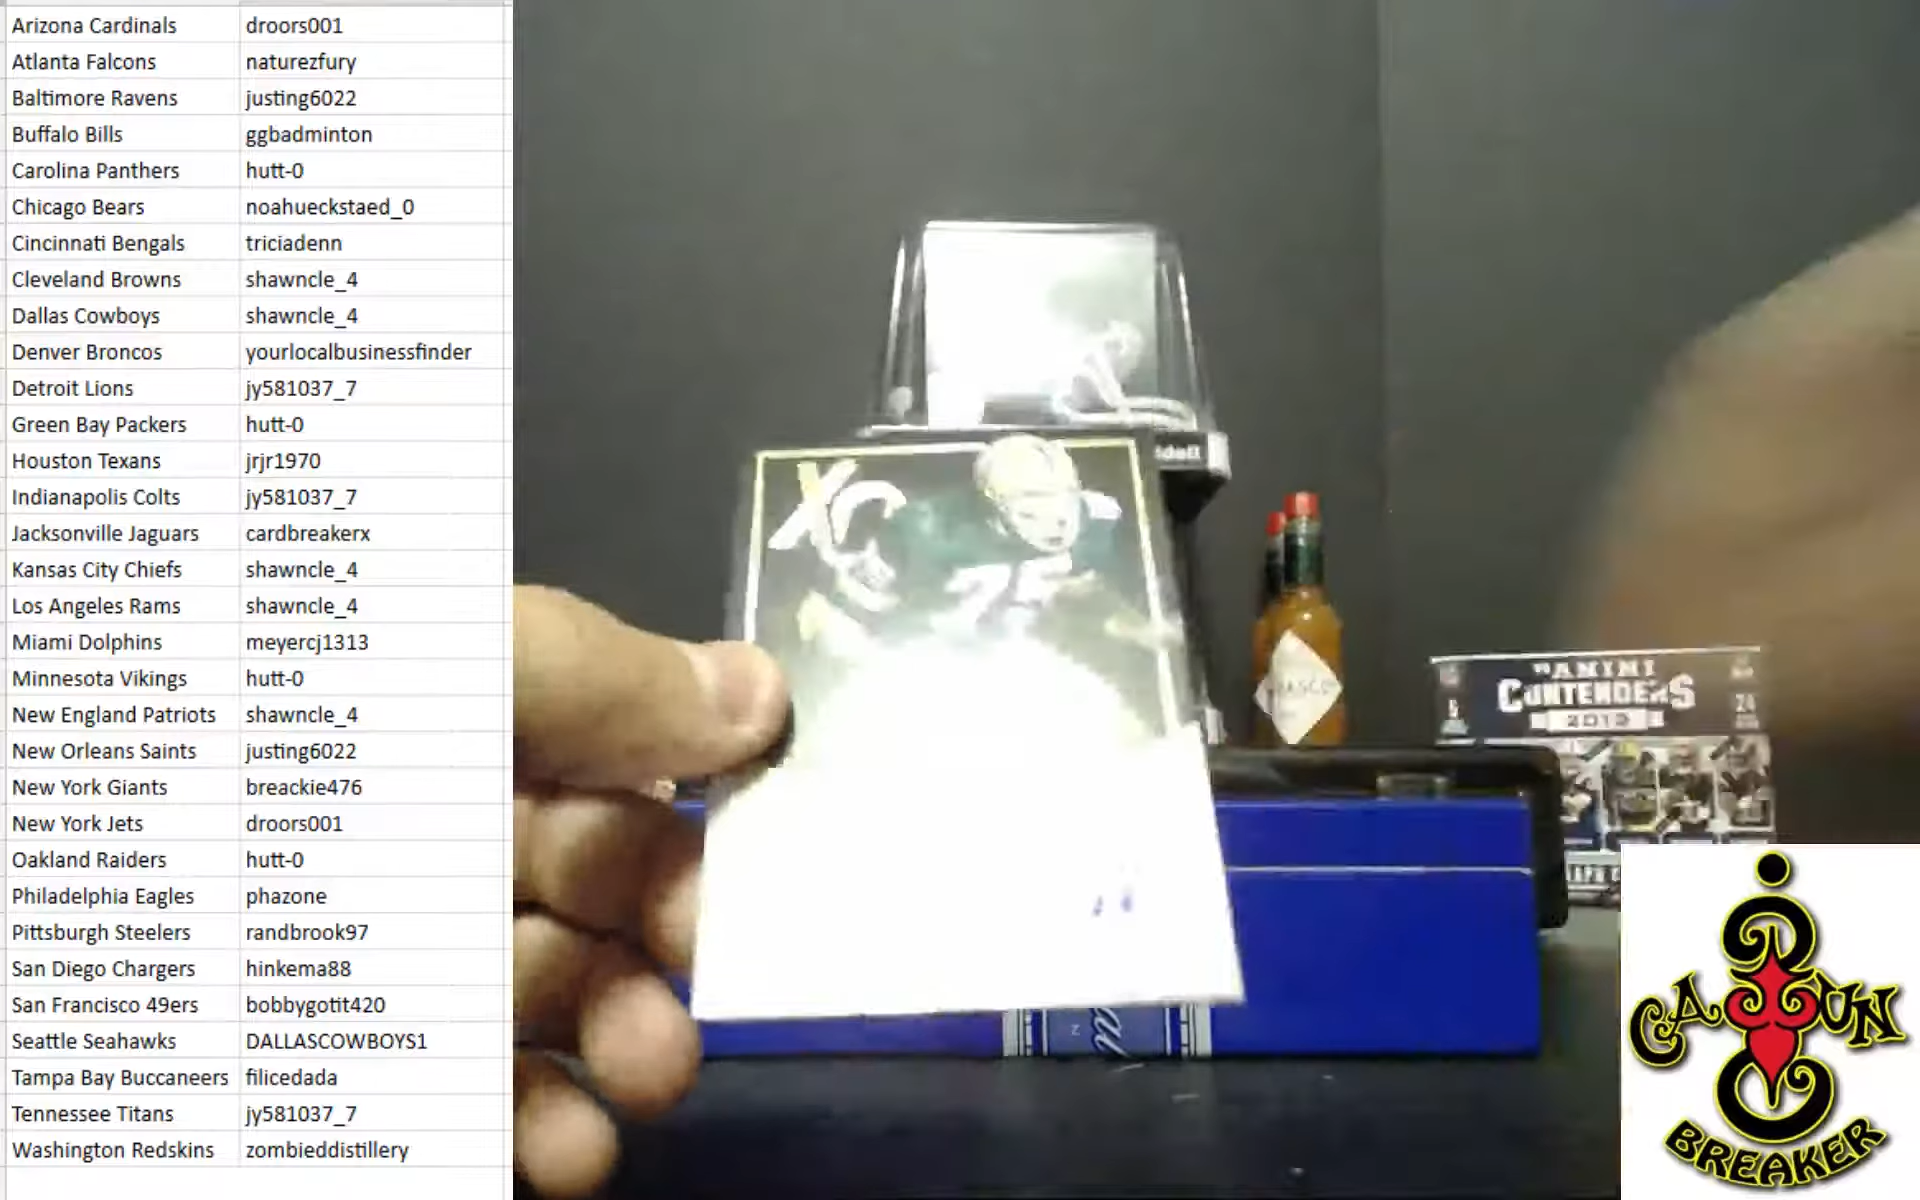 Arizona Cardinals droors001
Atlanta Falcons naturezfury
Baltimore Ravens justing6022
Buffalo Bills ggbadminton
Carolina Panthers hutt-0
Chicago Bears noahueckstaed_0
Cincinnati Bengals triciadenn
Cleveland Browns shawncle_4
Dallas Cowboys shawncle_4
Denver Broncos yourlocalbusinessfinder
Detroit Lions jy581037_7
Green Bay Packers hutt-0
Houston Texans jrjr1970
Indianapolis Colts jy581037_7
Jacksonville Jaguars cardbreakerx
Kansas City Chiefs shawncle_4
Los Angeles Rams shawncle_4
Miami Dolphins meyercj1313
Minnesota Vikings hutt-0
New England Patriots shawncle_4
New Orleans Saints justing6022
New York Giants breackie476
New York Jets droors001
Oakland Raiders hutt-0
Philadelphia Eagles phazone
Pittsburgh Steelers randbrook97
San Diego Chargers hinkema88
San Francisco 49ers bobbygotit420
Seattle Seahawks DALLASCOWBOYS1
Tampa Bay Buccaneers filicedada
Tennessee Titans jy581037_7
Washington Redskins zombieddistillery
75
PANINI
CONTENDERS
2013
5
24
CAJUN
BREAKER